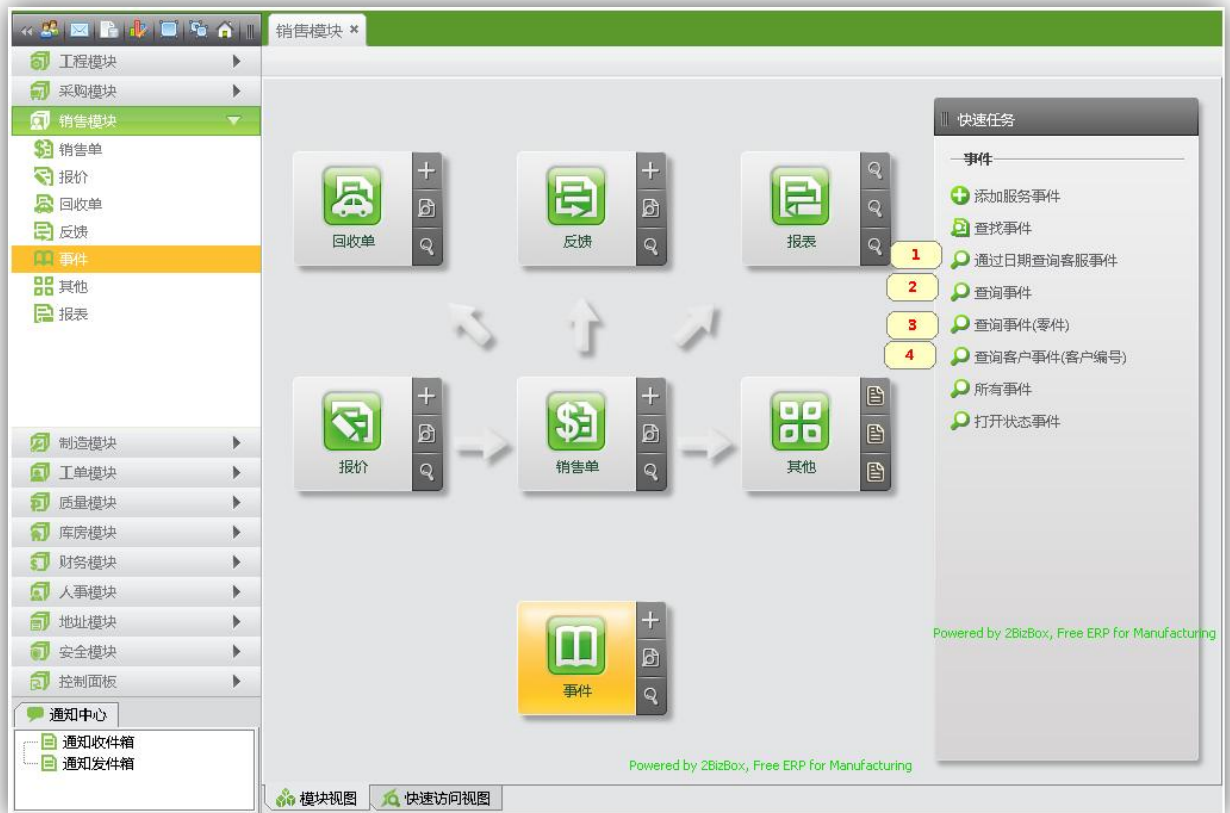 销售模块
工程模块
采购模块
销售模块
销售单
报价
回收单
反馈
事件
其他
报表
制造模块
工单模块
质量模块
库房模块
财务模块
人事模块
地址模块
安全模块
控制面板
通知中心
通知收件箱
通知发件箱
回收单
反馈
报表
报价
销售单
其他
事件
Powered by 2BizBox, Free ERP for Manufacturing
模块视图
快速访问视图
快速任务
事件
添加服务事件
查找事件
1 通过日期查询客服事件
2 查询事件
3 查询事件(零件)
4 查询客户事件(客户编号)
所有事件
打开状态事件
Powered by 2BizBox, Free ERP for Manufacturing